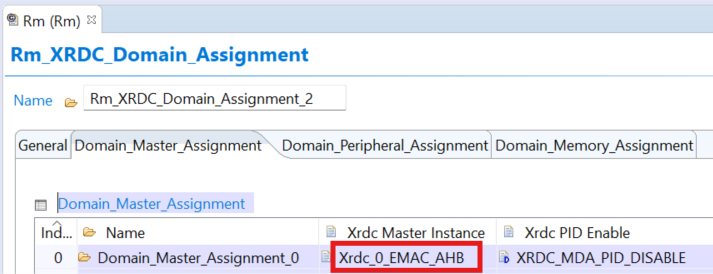 Rm (Rm)
Rm_XRDC_Domain_Assignment
Name Rm_XRDC_Domain_Assignment_2
General Domain_Master_Assignment Domain_Peripheral_Assignment Domain_Memory_Assignment
Domain_Master_Assignment
Ind... Name Xrdc Master Instance Xrdc PID Enable
0 Domain_Master_Assignment_0 Xrdc_0_EMAC_AHB XRDC_MDA_PID_DISABLE